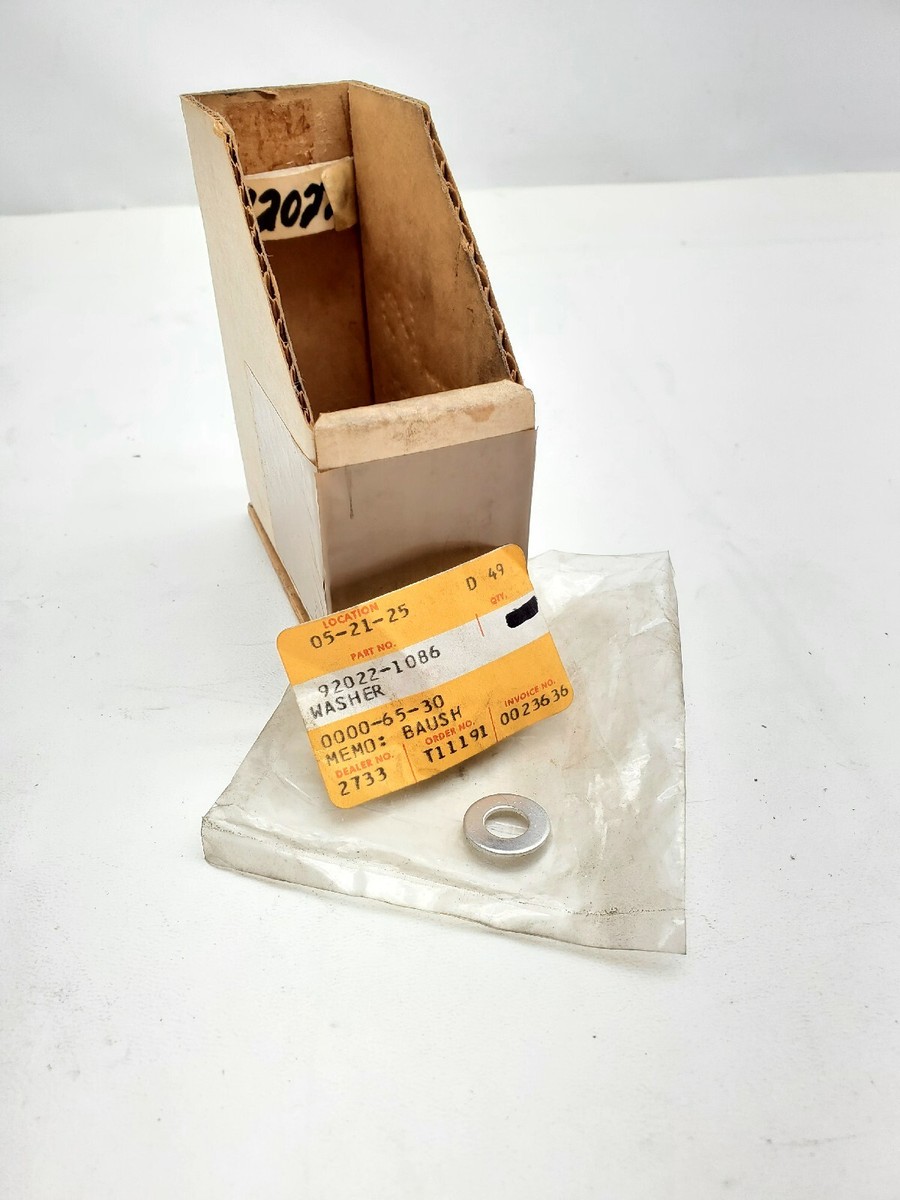 LOCATION
05-21-25 D 49
PART NO. QTY.
92022-1086
WASHER
0000-65-30
MEMO: BAUSH
DEALER NO. ORDER NO. INVOICE NO.
2733 T11191 0023636